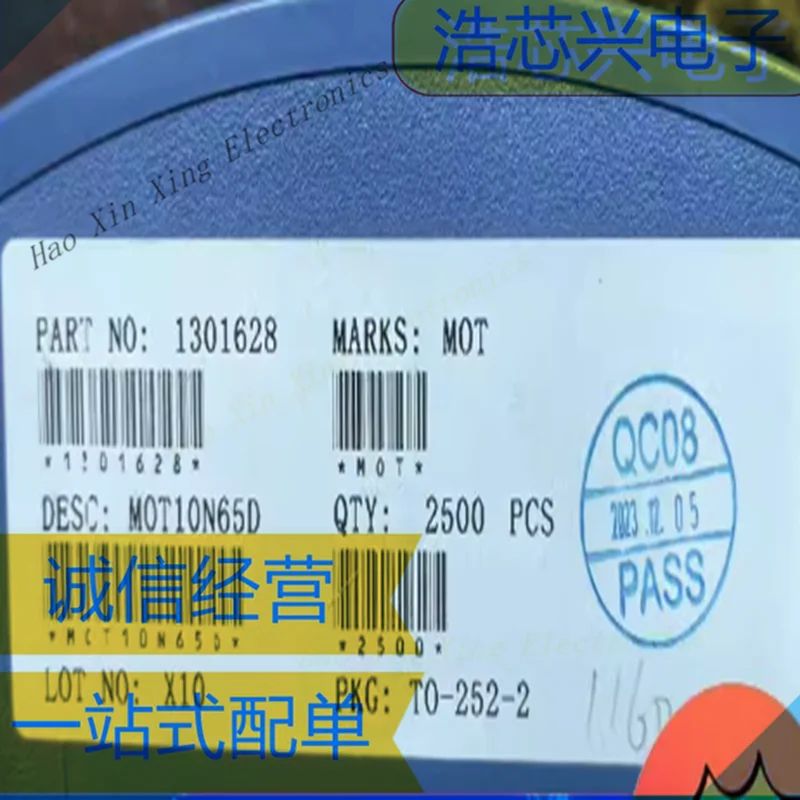 浩芯兴电子
Hao Xin Xing Electronics
PART NO: 1301628
MARKS: MOT
*1301628*
*MOT*
QC08
2023.12.05
PASS
DESC: MOT10N65D
QTY: 2500 PCS
诚信经营
*MOT10N65D*
*2500*
LOT NO: X10
PKG: TO-252-2
一站式配单